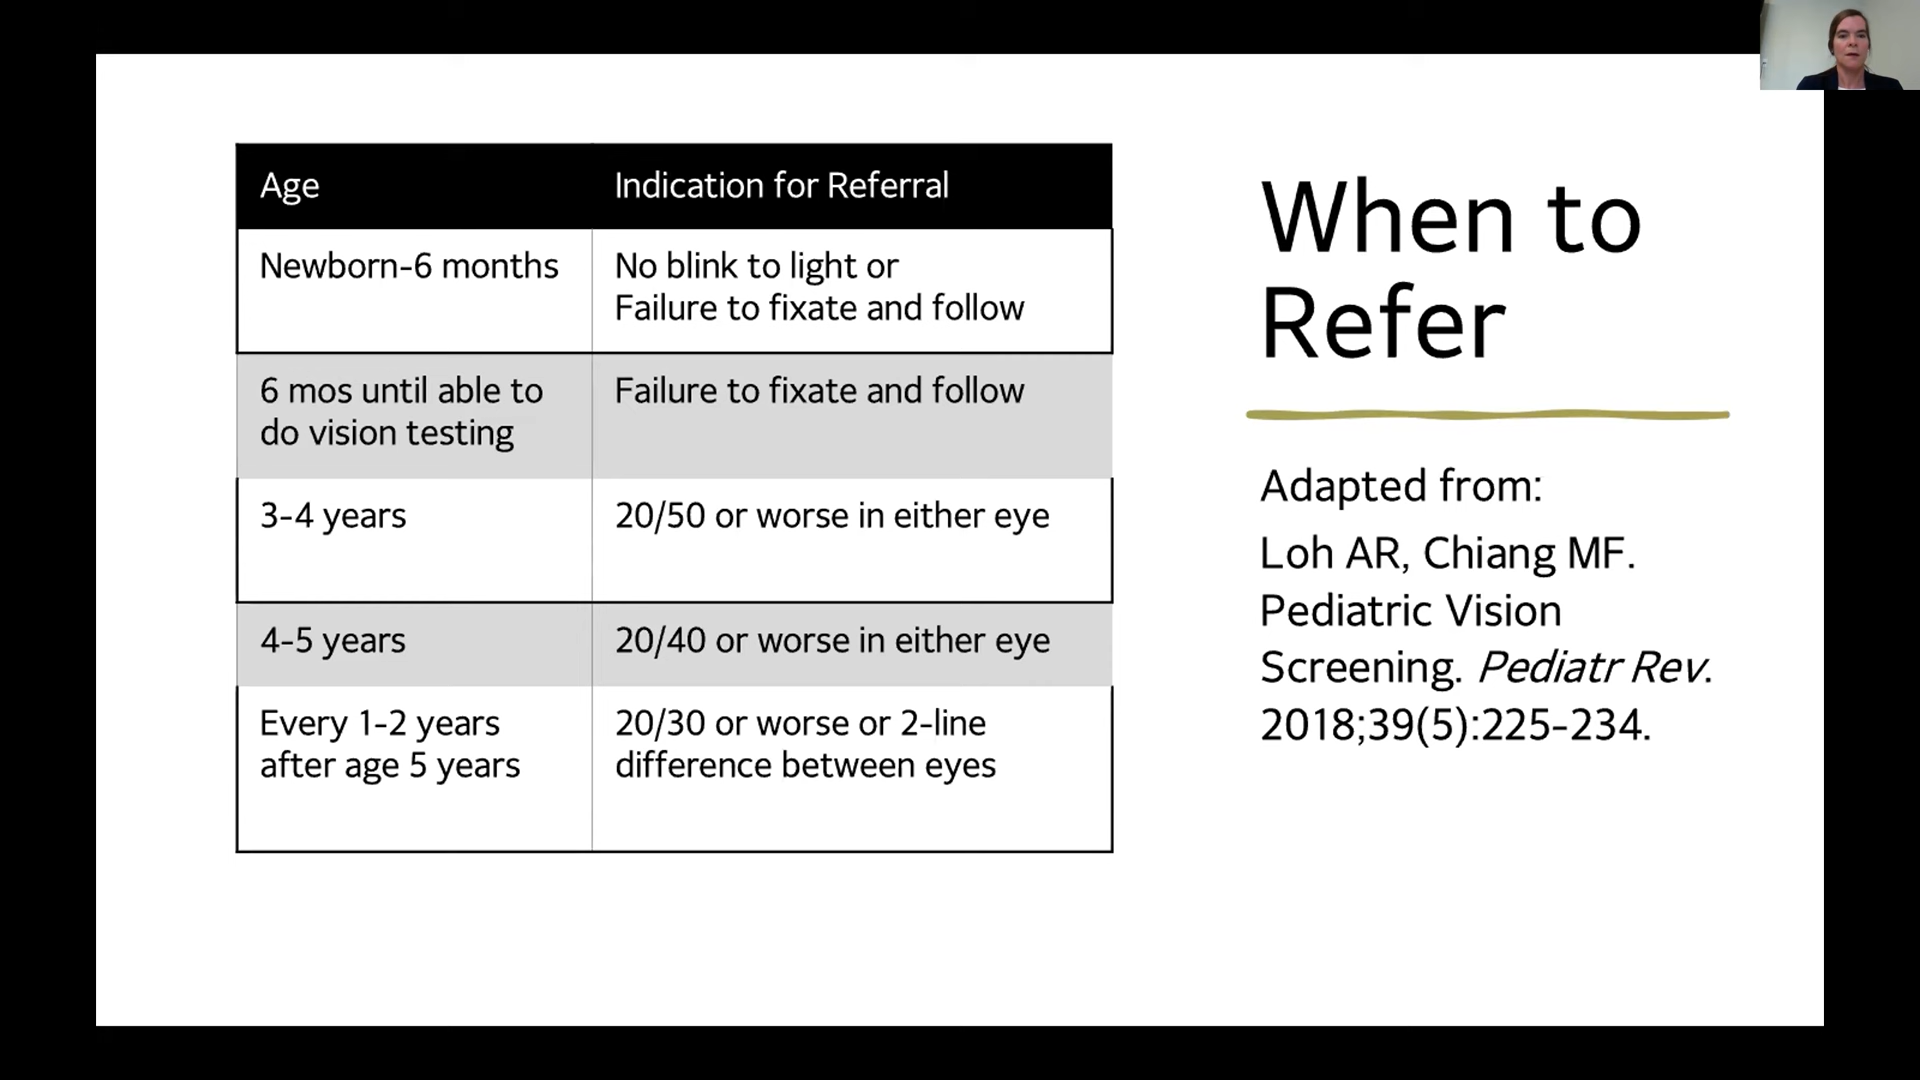 Age
Indication for Referral
Newborn-6 months
No blink to light or
Failure to fixate and follow
6 mos until able to
do vision testing
Failure to fixate and follow
3-4 years
20/50 or worse in either eye
4-5 years
20/40 or worse in either eye
Every 1-2 years
after age 5 years
20/30 or worse or 2-line
difference between eyes
When to
Refer
Adapted from:
Loh AR, Chiang MF.
Pediatric Vision
Screening. Pediatr Rev.
2018;39(5):225-234.